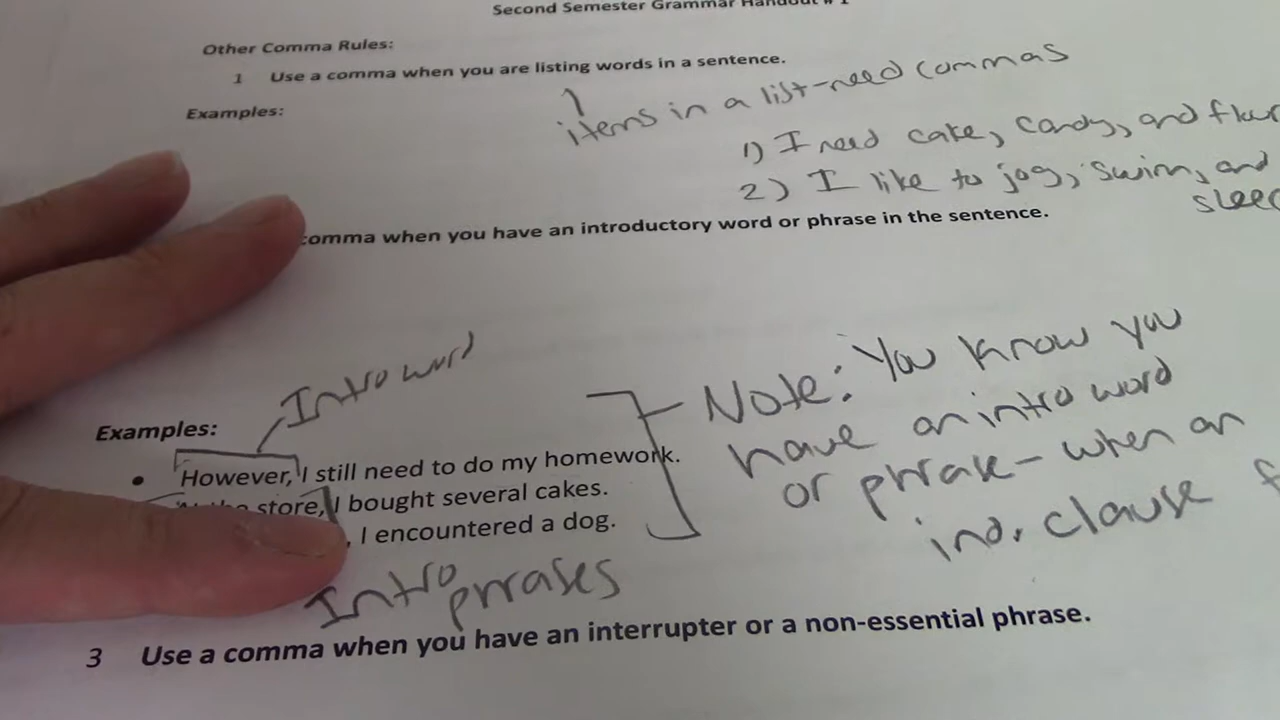 Second Semester Grammar Handout # 1
Other Comma Rules:
1 Use a comma when you are listing words in a sentence.
items in a list-need commas
Examples:
1) I need cake, candy, and
2) I like to jog, swim, and
comma when you have an introductory word or phrase in the sentence.
Intro word
Note: You know you
have an intro word
or phrase - when an
ind. clause
Examples:
• However, I still need to do my homework.
store, I bought several cakes.
, I encountered a dog.
Intro phrases
3 Use a comma when you have an interrupter or a non-essential phrase.